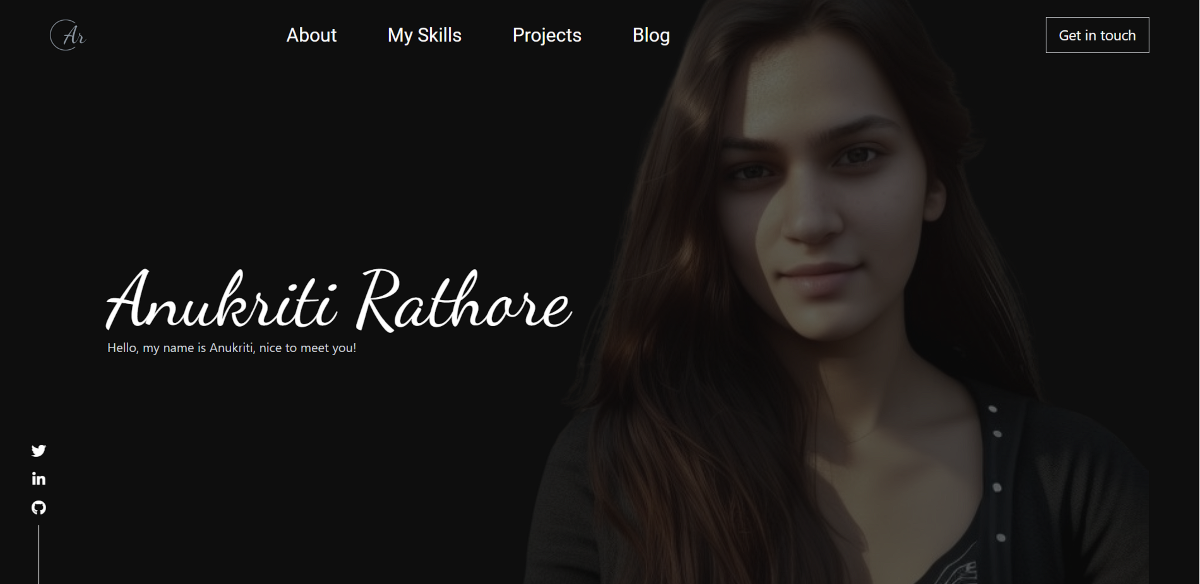 Ar
About
My Skills
Projects
Blog
Get in touch
Anukriti Rathore
Hello, my name is Anukriti, nice to meet you!